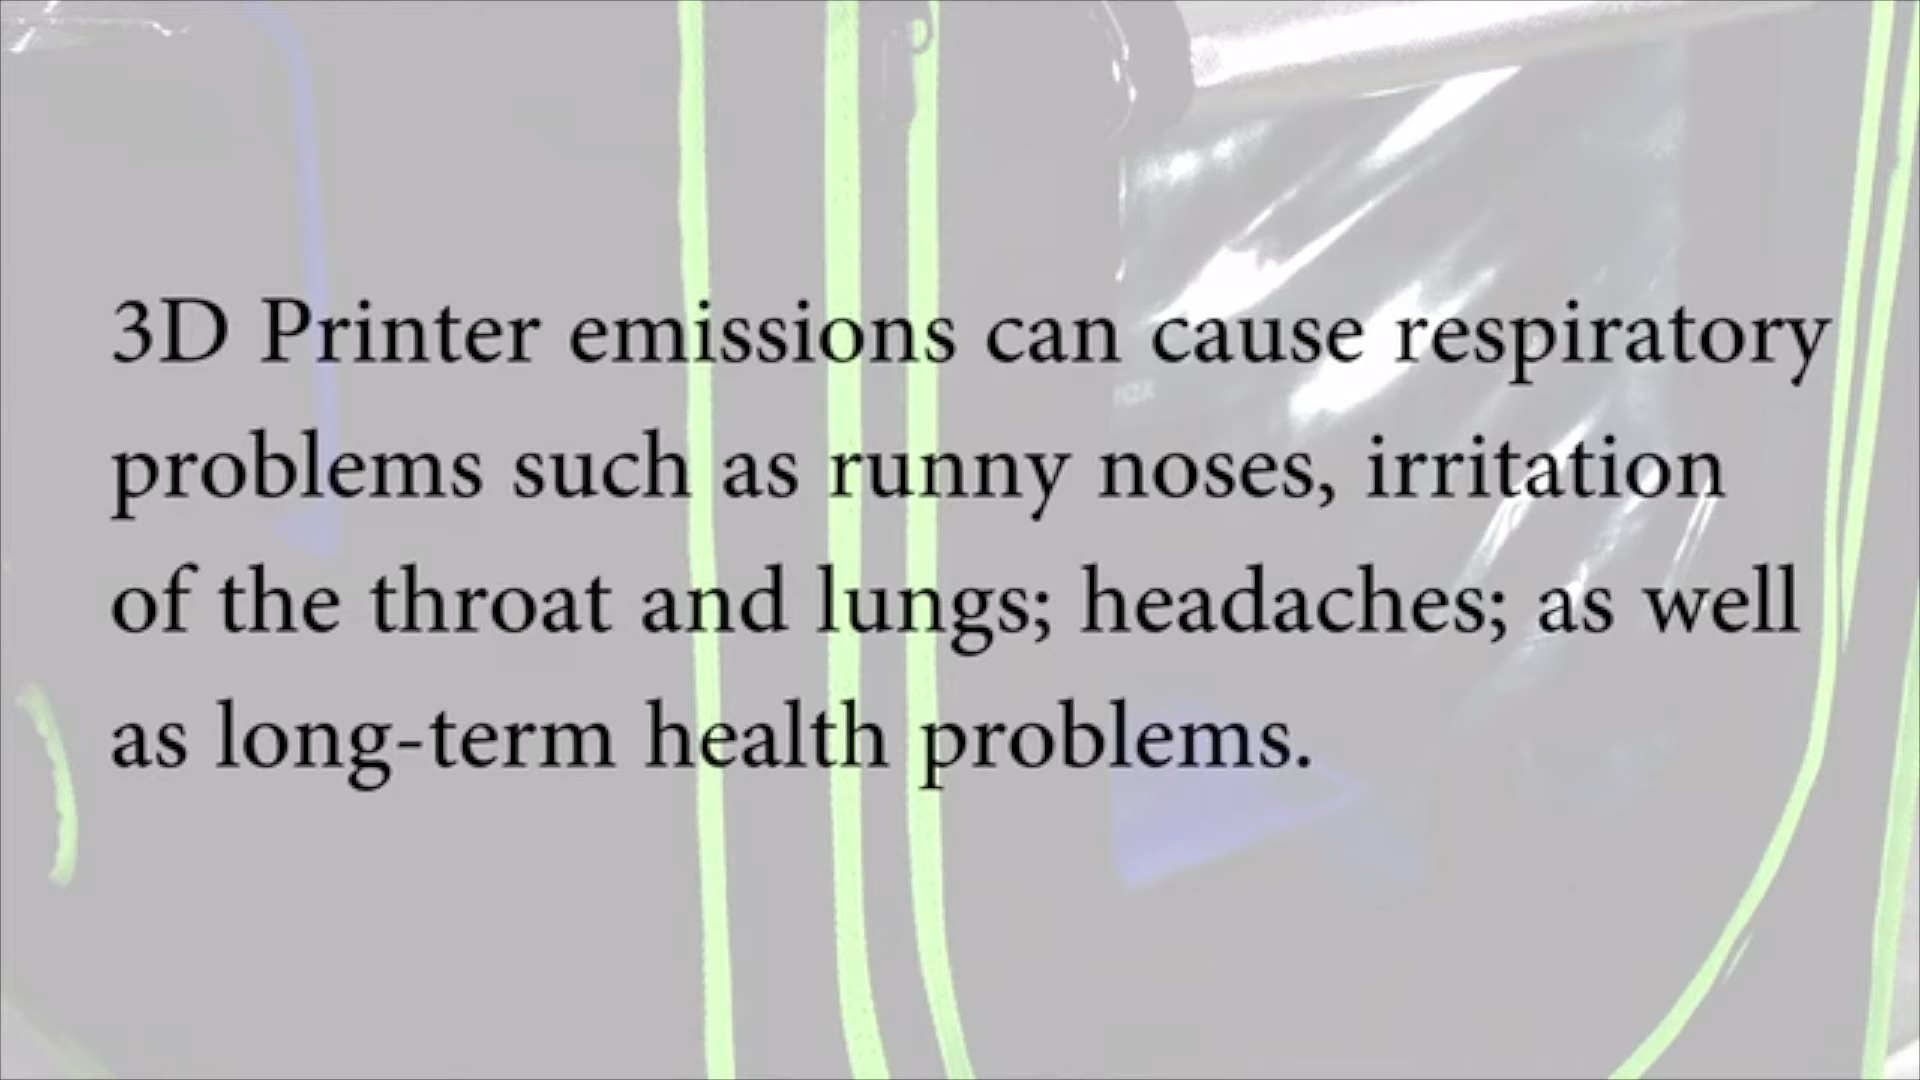 3D Printer emissions can cause respiratory
problems such as runny noses, irritation
of the throat and lungs; headaches; as well
as long-term health problems.